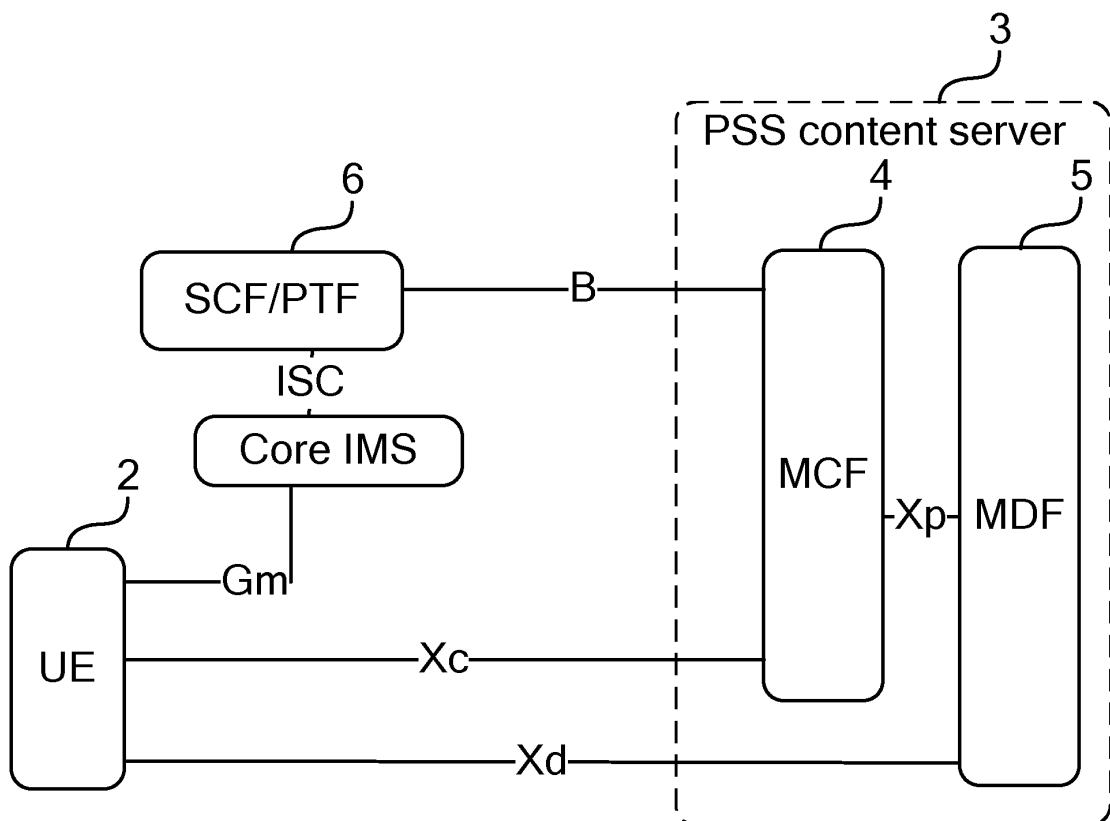 3
PSS content server
6
4
5
SCF/PTF
B
ISC
Core IMS
2
MCF
Xp
MDF
Gm
UE
Xc
Xd